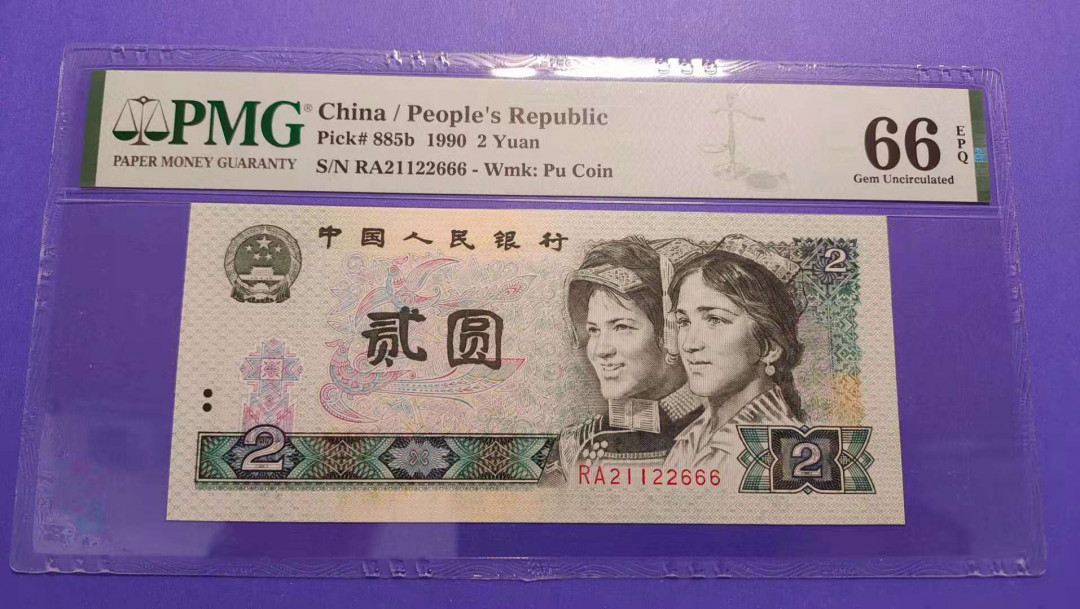 PMG®
PAPER MONEY GUARANTY
China / People's Republic
Pick# 885b 1990 2 Yuan
S/N RA21122666 - Wmk: Pu Coin
66 EPQ
Gem Uncirculated
中国人民银行
2
贰圆
2
2
RA21122666